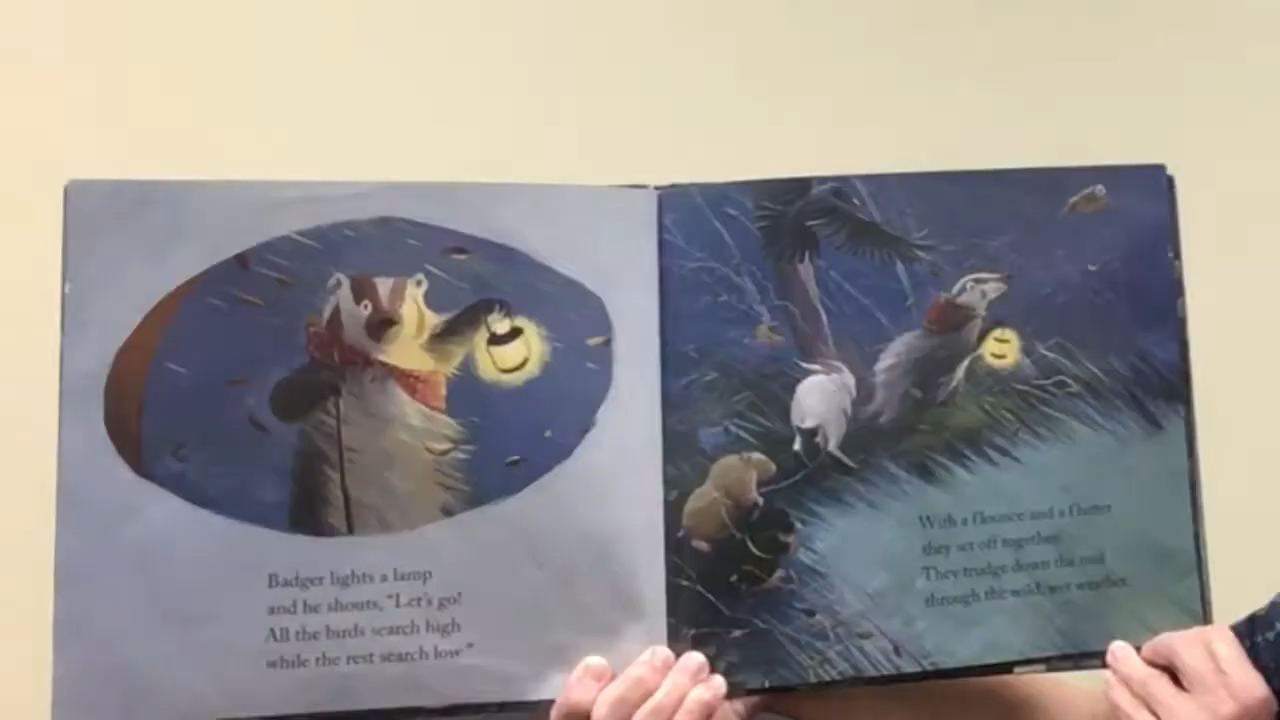 Badger lights a lamp
and he shouts, "Let's go!
All the birds search high
while the rest search low."
With a flounce and a flutter
they set off together.
They trudge down the trail
through the wild, wet weather.